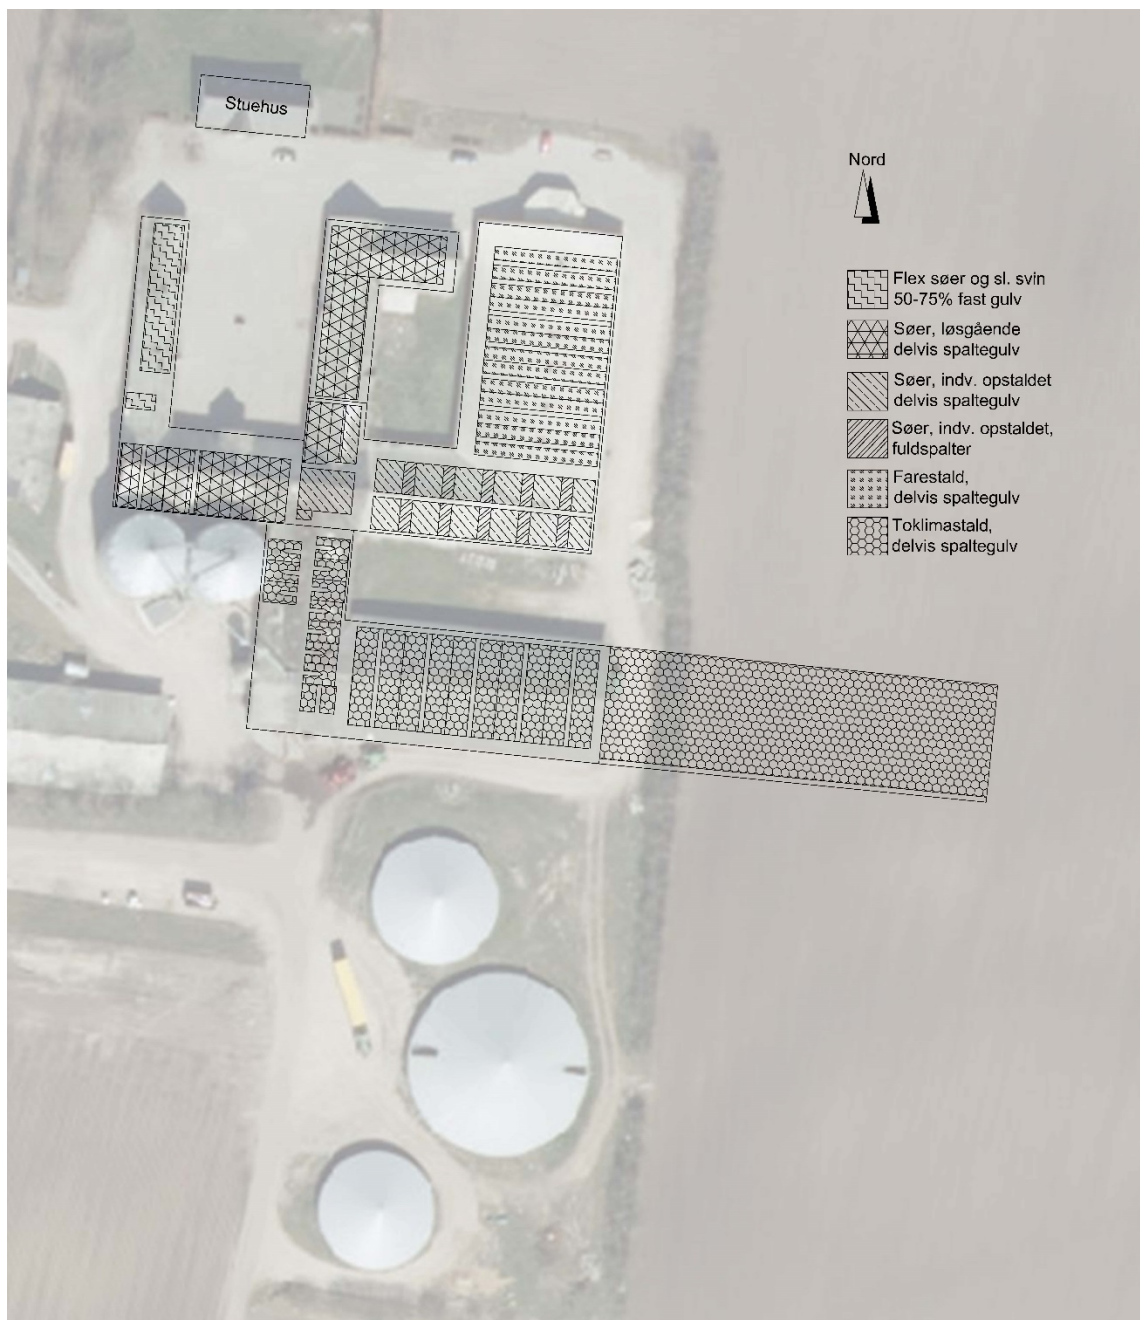 Stuehus
Nord
Flex søer og sl. svin
50-75% fast gulv
Søer, løsgående
delvis spaltegulv
Søer, indv. opstaldet
delvis spaltegulv
Søer, indv. opstaldet,
fuldspalter
Farestald,
delvis spaltegulv
Toklimastald,
delvis spaltegulv